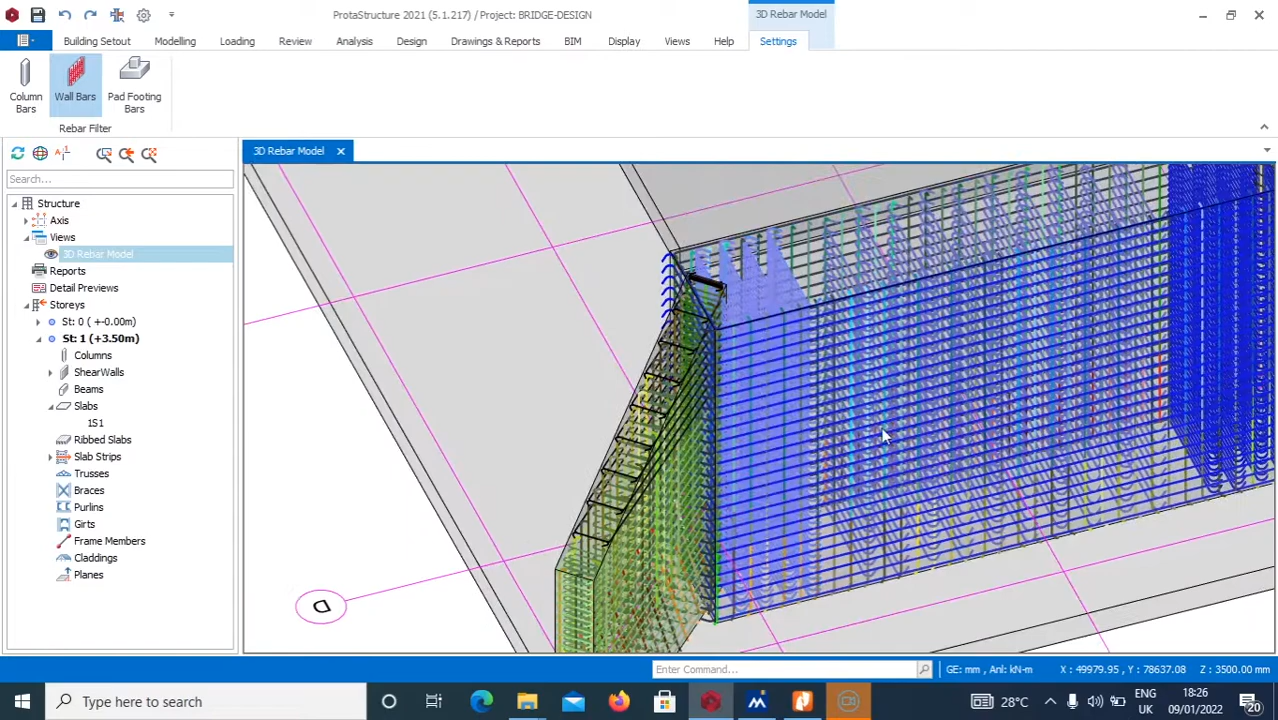 ProtaStructure 2021 (5.1.217) / Project: BRIDGE-DESIGN
3D Rebar Model
Building Setout
Modelling
Loading
Review
Analysis
Design
Drawings & Reports
BIM
Display
Views
Help
Settings
Column Bars
Wall Bars
Pad Footing Bars
Rebar Filter
3D Rebar Model
Search...
Structure
Axis
Views
3D Rebar Model
Reports
Detail Previews
Storeys
St: 0 ( +-0.00m)
St: 1 (+3.50m)
Columns
ShearWalls
Beams
Slabs
1S1
Ribbed Slabs
Slab Strips
Trusses
Braces
Purlins
Girts
Frame Members
Claddings
Planes
D
Enter Command...
GE: mm , Anl: kN-m
X : 49979.95 , Y : 78637.08
Z : 3500.00 mm
Type here to search
28°C
ENG
UK
18:26
09/01/2022
20